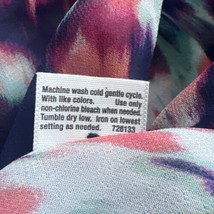 Machine wash cold gentle cycle.
With like colors. Use only
non-chlorine bleach when needed.
Tumble dry low. Iron on lowest
setting as needed. 728133